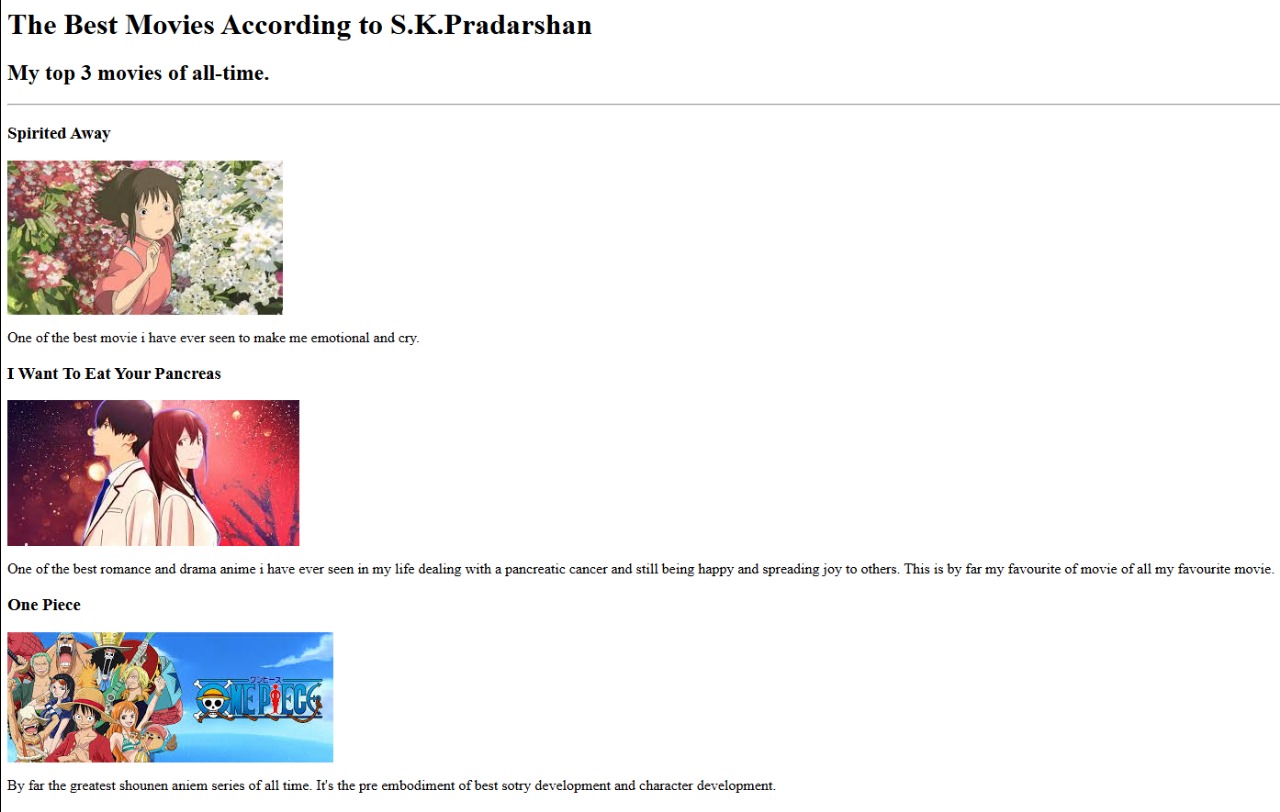 The Best Movies According to S.K.Pradarshan
My top 3 movies of all-time.
Spirited Away
One of the best movie i have ever seen to make me emotional and cry.
I Want To Eat Your Pancreas
One of the best romance and drama anime i have ever seen in my life dealing with a pancreatic cancer and still being happy and spreading joy to others. This is by far my favourite of movie of all my favourite movie.
One Piece
ワンピース
ONE PIECE
By far the greatest shounen aniem series of all time. It's the pre embodiment of best sotry development and character development.